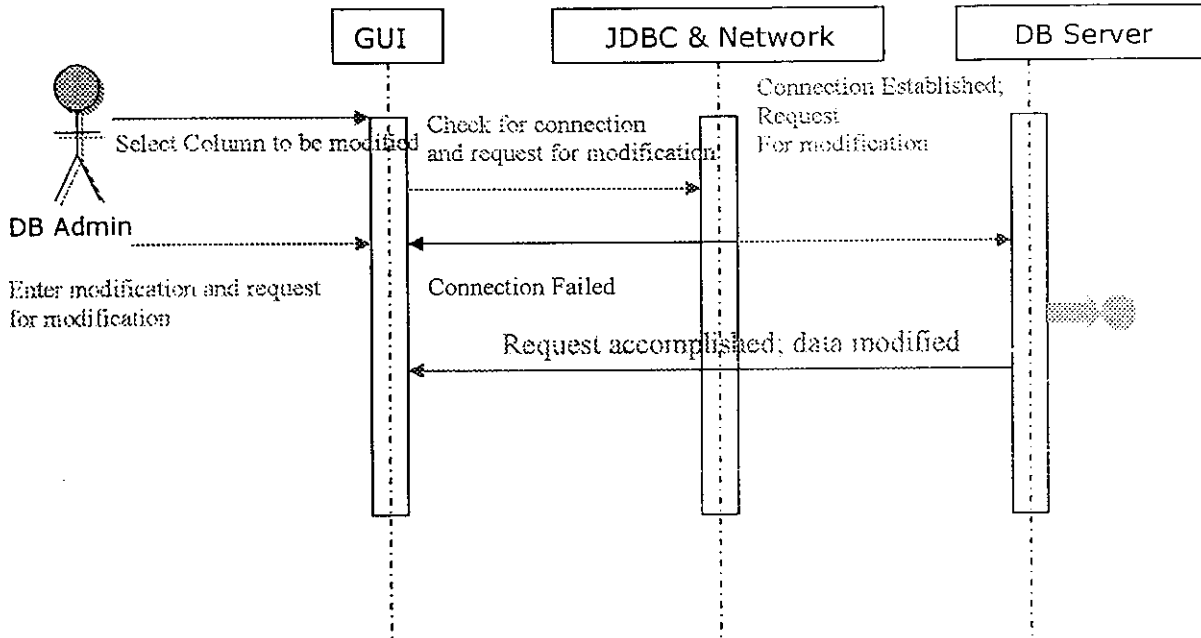 GUI
JDBC & Network
DB Server
Connection Established;
Request
For modification
Select Column to be modified
Check for connection
and request for modification
DB Admin
Enter modification and request
for modification
Connection Failed
Request accomplished; data modified